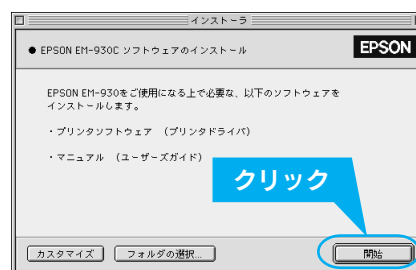 インストーラ
● EPSON EM-930C ソフトウェアのインストール
EPSON
EPSON EM-930をご使用になる上で必要な、以下のソフトウェアを
インストールします。
・プリンタソフトウェア （プリンタドライバ）
・マニュアル （ユーザーズガイド）
クリック
カスタマイズ
フォルダの選択...
開始